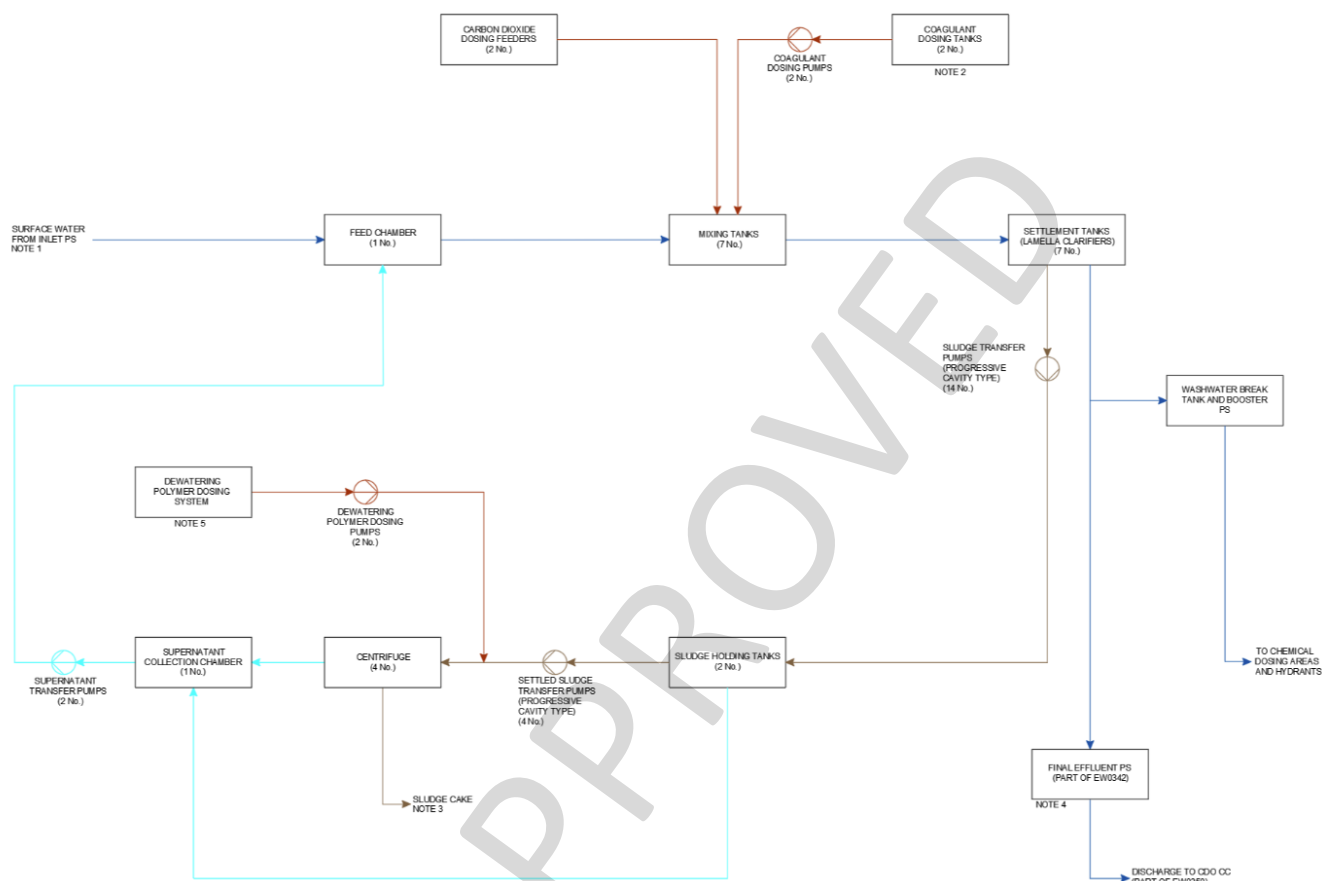 CARBON DIOXIDE
DOSING FEEDERS
(2 No.)
COAGULANT
DOSING PUMPS
(2 No.)
COAGULANT
DOSING TANKS
(2 No.)
NOTE 2
SURFACE WATER
FROM INLET PS
NOTE 1
FEED CHAMBER
(1 No.)
MIXING TANKS
(7 No.)
SETTLEMENT TANKS
(LAMELLA CLARIFIERS)
(7 No.)
SLUDGE TRANSFER
PUMPS
(PROGRESSIVE
CAVITY TYPE)
(14 No.)
WASHWATER BREAK
TANK AND BOOSTER
PS
DEWATERING
POLYMER DOSING
SYSTEM
NOTE 5
DEWATERING
POLYMER DOSING
PUMPS
(2 No.)
SUPERNATANT
TRANSFER PUMPS
(2 No.)
SUPERNATANT
COLLECTION CHAMBER
(1 No.)
CENTRIFUGE
(4 No.)
SETTLED SLUDGE
TRANSFER PUMPS
(PROGRESSIVE
CAVITY TYPE)
(4 No.)
SLUDGE HOLDING TANKS
(2 No.)
TO CHEMICAL
DOSING AREAS
AND HYDRANTS
SLUDGE CAKE
NOTE 3
FINAL EFFLUENT PS
(PART OF EW0342)
NOTE 4
DISCHARGE TO CDO CC
PPROVED